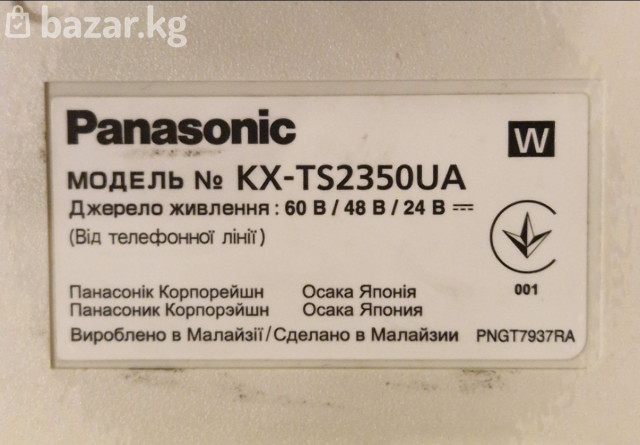 bazar.kg
Panasonic
W
МОДЕЛЬ № KX-TS2350UA
Джерело живлення : 60 В / 48 В / 24 В ⎓
(Від телефонної лінії)
001
Панасонік Корпорейшн Осака Японія
Панасоник Корпорэйшн Осака Япония
Вироблено в Малайзії/Сделано в Малайзии PNGT7937RA